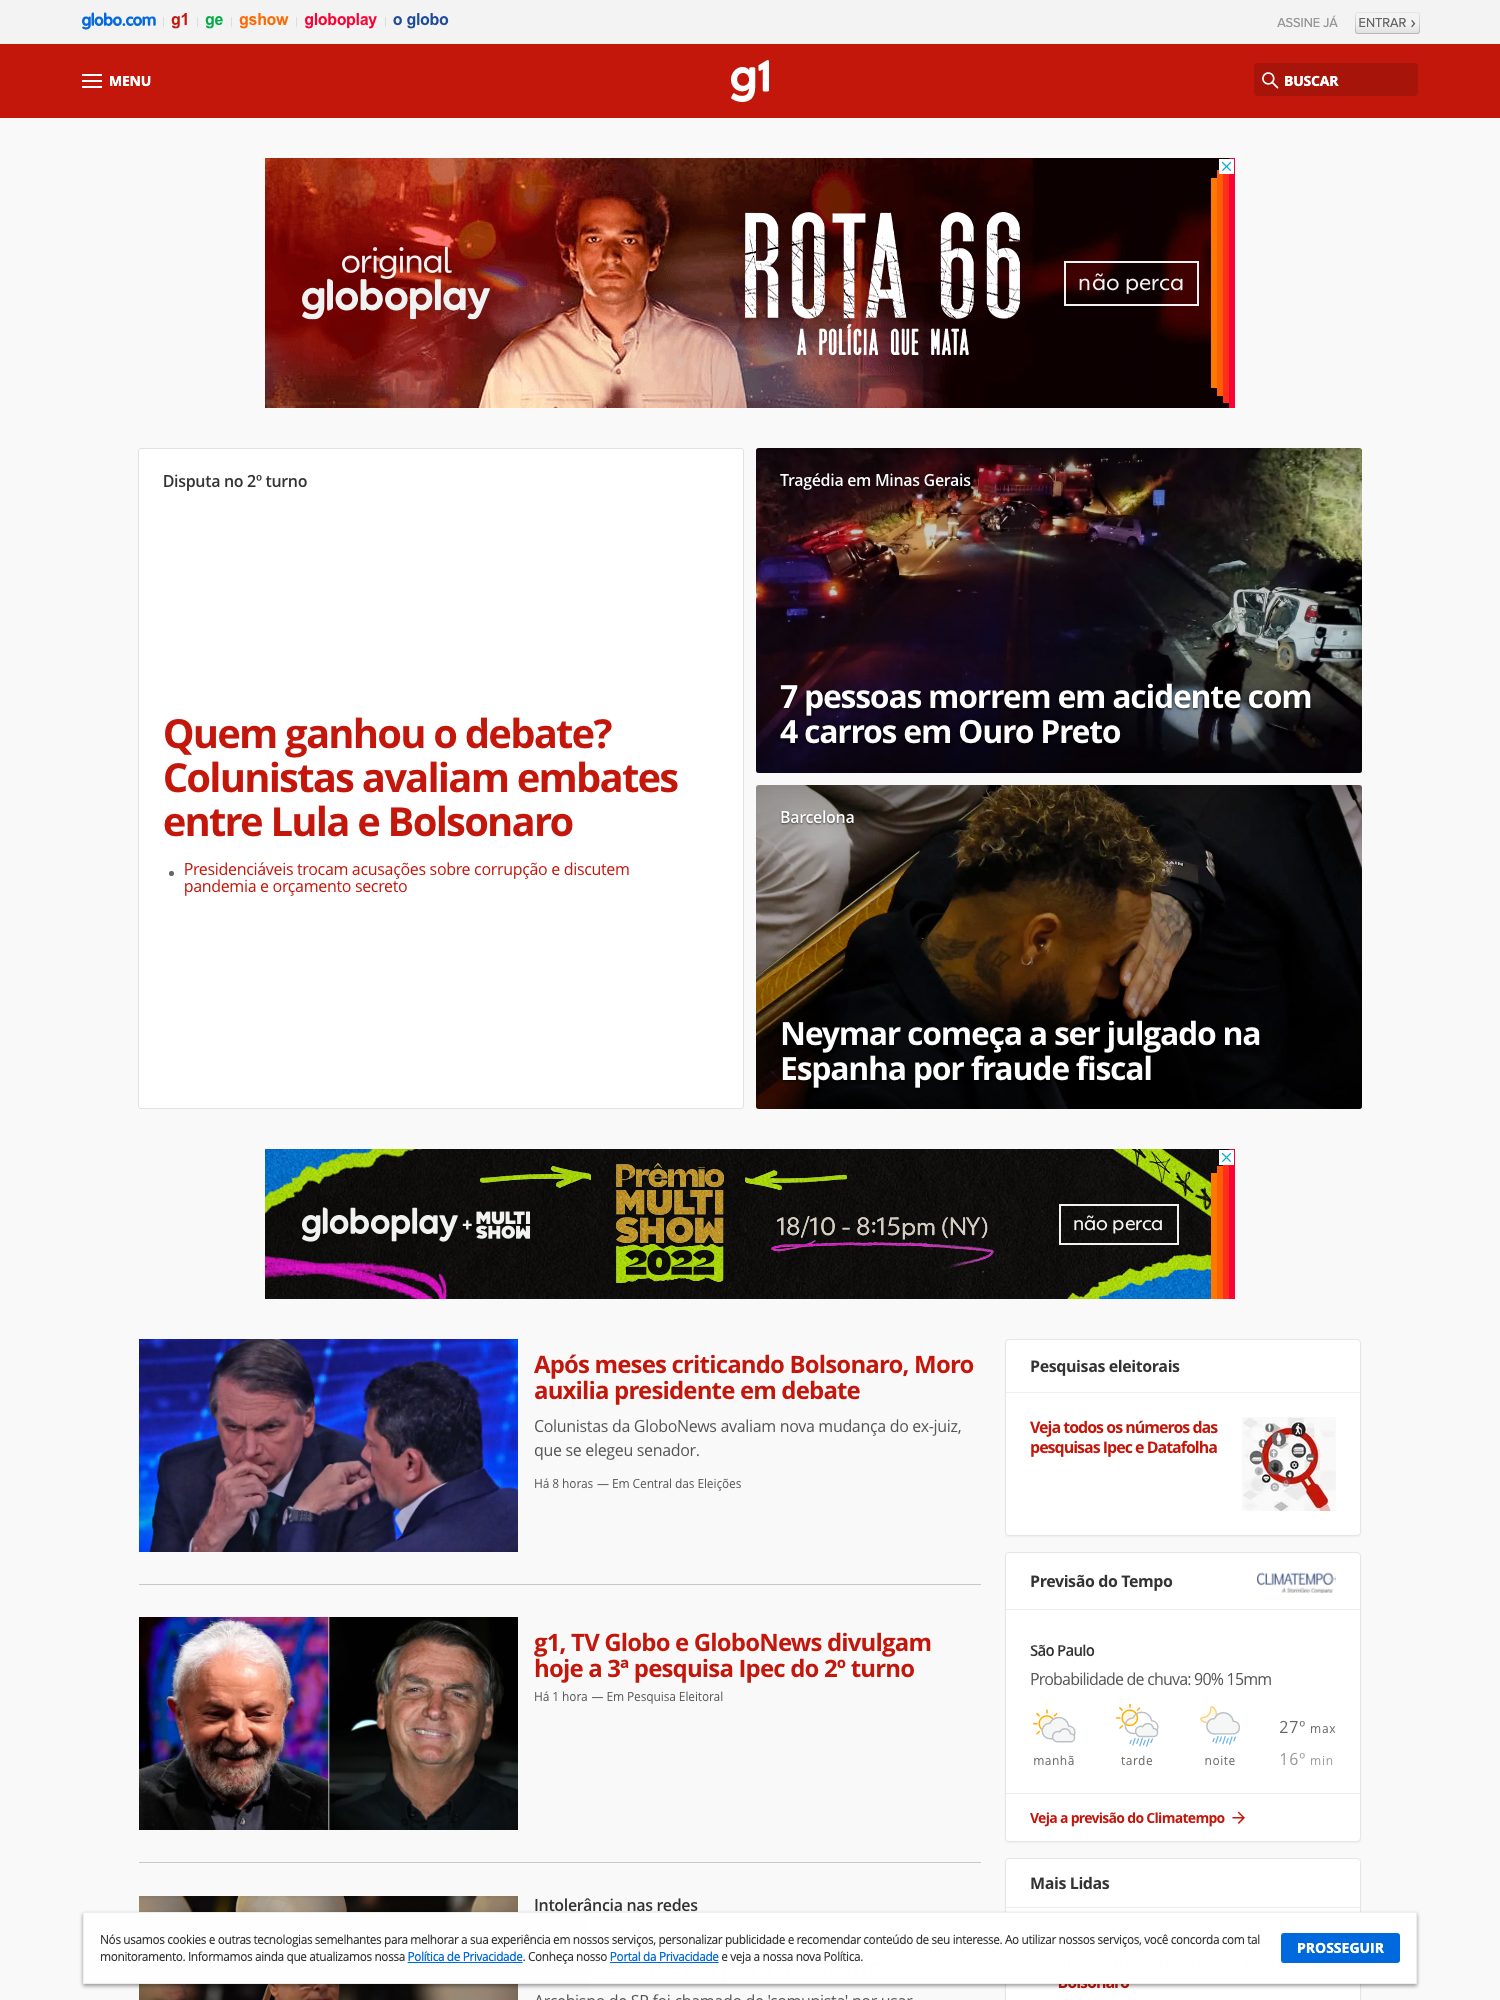 globo.com g1 ge gshow globoplay o globo
ASSINE JÁ ENTRAR ›
MENU
g1
BUSCAR
original
globoplay
ROTA 66
A POLÍCIA QUE MATA
não perca
Disputa no 2º turno
Quem ganhou o debate?
Colunistas avaliam embates
entre Lula e Bolsonaro
• Presidenciáveis trocam acusações sobre corrupção e discutem
pandemia e orçamento secreto
Tragédia em Minas Gerais
7 pessoas morrem em acidente com
4 carros em Ouro Preto
Barcelona
Neymar começa a ser julgado na
Espanha por fraude fiscal
globoplay + MULTI
SHOW
Prêmio
MULTI
SHOW
2022
18/10 - 8:15pm (NY)
não perca
Após meses criticando Bolsonaro, Moro
auxilia presidente em debate
Colunistas da GloboNews avaliam nova mudança do ex-juiz,
que se elegeu senador.
Há 8 horas — Em Central das Eleições
g1, TV Globo e GloboNews divulgam
hoje a 3ª pesquisa Ipec do 2º turno
Há 1 hora — Em Pesquisa Eleitoral
Intolerância nas redes
Arcebispo de SP foi chamado de 'comunista' por usar
Pesquisas eleitorais
Veja todos os números das
pesquisas Ipec e Datafolha
Previsão do Tempo
CLIMATEMPO
A StormGeo Company
São Paulo
Probabilidade de chuva: 90% 15mm
manhã tarde noite
27º max
16º min
Veja a previsão do Climatempo →
Mais Lidas
Bolsonaro
Nós usamos cookies e outras tecnologias semelhantes para melhorar a sua experiência em nossos serviços, personalizar publicidade e recomendar conteúdo de seu interesse. Ao utilizar nossos serviços, você concorda com tal
monitoramento. Informamos ainda que atualizamos nossa Política de Privacidade. Conheça nosso Portal da Privacidade e veja a nossa nova Política.
PROSSEGUIR